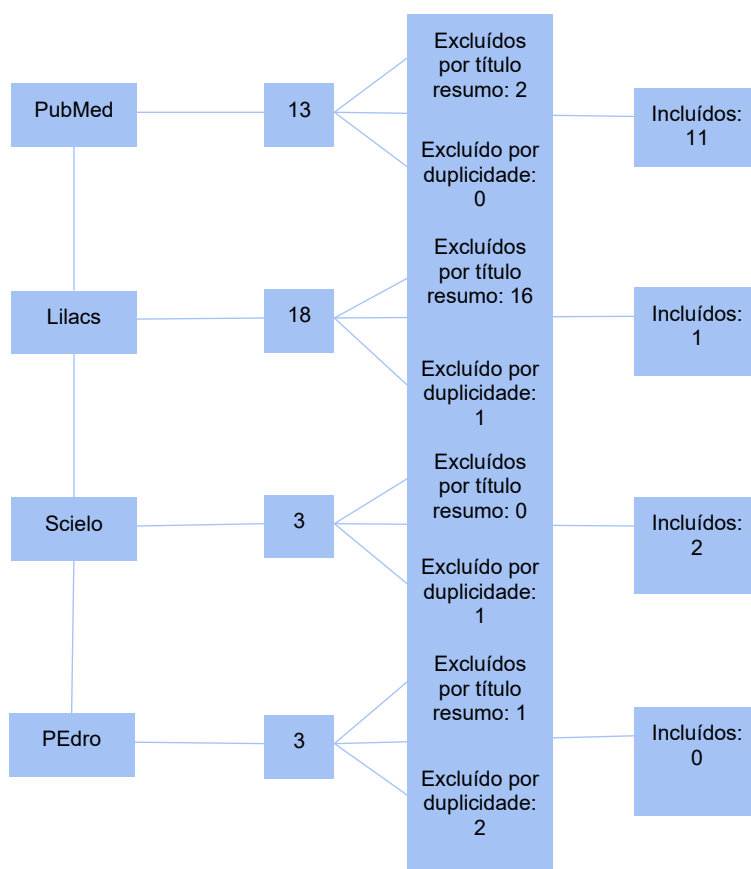 PubMed
13
Excluídos
por título
resumo: 2
Excluído por
duplicidade:
0
Incluídos:
11
Lilacs
18
Excluídos
por título
resumo: 16
Excluído por
duplicidade:
1
Incluídos:
1
Scielo
3
Excluídos
por título
resumo: 0
Excluído por
duplicidade:
1
Incluídos:
2
PEdro
3
Excluídos
por título
resumo: 1
Excluído por
duplicidade:
2
Incluídos:
0